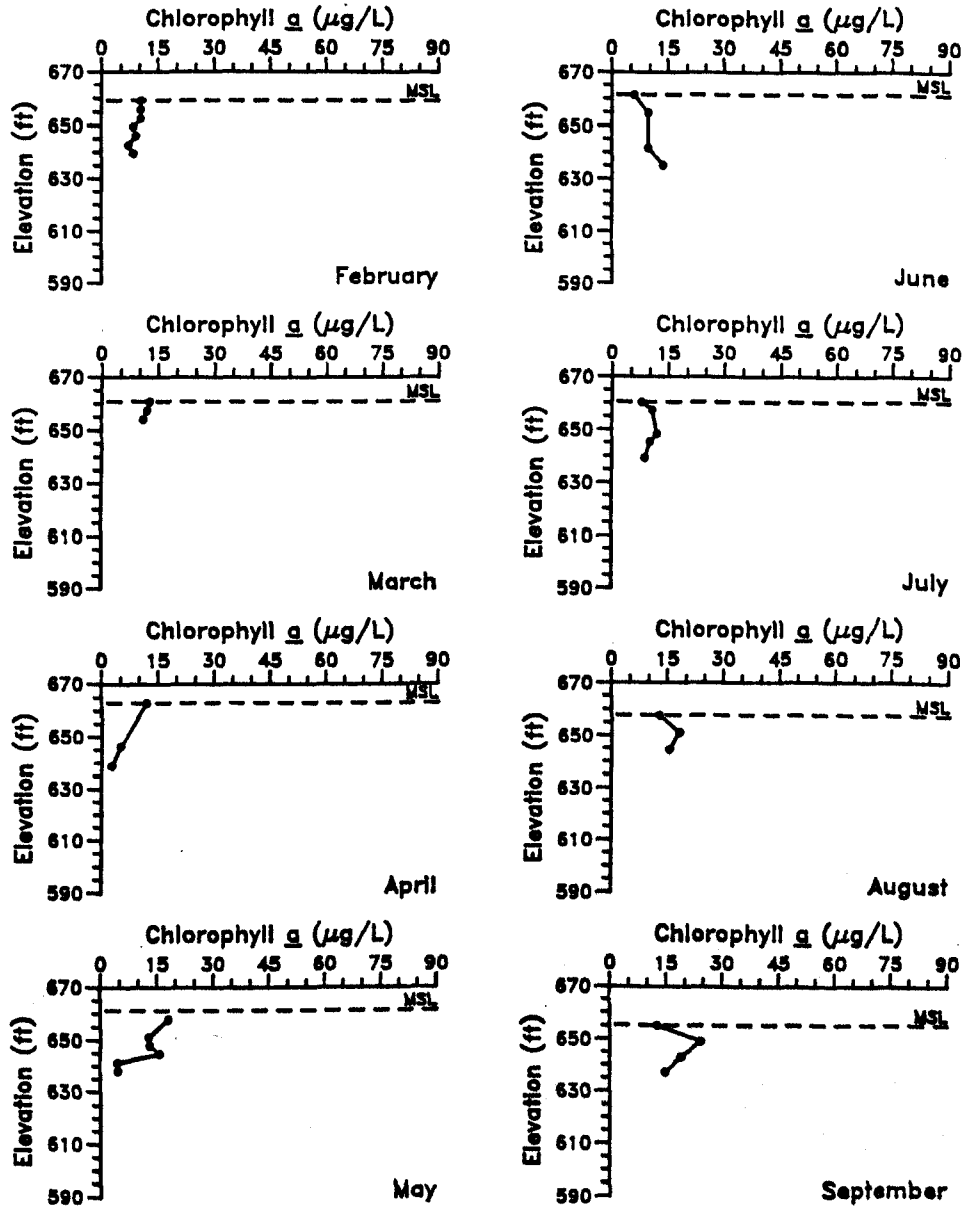 Chlorophyll a (μg/L)
0 15 30 45 60 75 90
670
650
630
610
590
Elevation (ft)
MSL
February
Chlorophyll a (μg/L)
0 15 30 45 60 75 90
670
650
630
610
590
Elevation (ft)
MSL
June
Chlorophyll a (μg/L)
0 15 30 45 60 75 90
670
650
630
610
590
Elevation (ft)
MSL
March
Chlorophyll a (μg/L)
0 15 30 45 60 75 90
670
650
630
610
590
Elevation (ft)
MSL
July
Chlorophyll a (μg/L)
0 15 30 45 60 75 90
670
650
630
610
590
Elevation (ft)
MSL
April
Chlorophyll a (μg/L)
0 15 30 45 60 75 90
670
650
630
610
590
Elevation (ft)
MSL
August
Chlorophyll a (μg/L)
0 15 30 45 60 75 90
670
650
630
610
590
Elevation (ft)
MSL
May
Chlorophyll a (μg/L)
0 15 30 45 60 75 90
670
650
630
610
590
Elevation (ft)
MSL
September